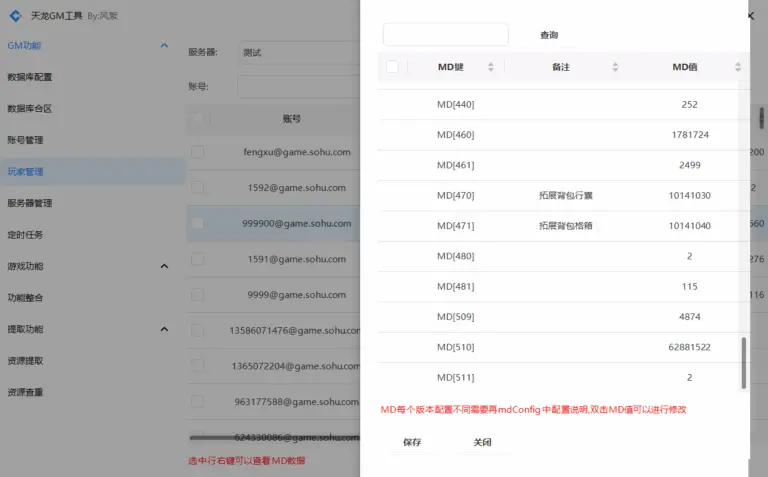 天龙GM工具 By:风絮
GM功能
数据库配置
数据库合区
账号管理
玩家管理
服务器管理
定时任务
游戏功能
功能整合
提取功能
资源提取
资源查重
服务器: 测试
账号:
账号
fengxu@game.sohu.com
1592@game.sohu.com
999900@game.sohu.com
1591@game.sohu.com
9999@game.sohu.com
13586071476@game.sohu.com
1365072204@game.sohu.com
963177588@game.sohu.com
624330086@game.sohu.com
选中行右键可以查看MD数据
查询
MD键 备注 MD值
MD[440] 252
MD[460] 1781724
MD[461] 2499
MD[470] 拓展背包行囊 10141030
MD[471] 拓展背包格箱 10141040
MD[480] 2
MD[481] 115
MD[509] 4874
MD[510] 62881522
MD[511] 2
MD每个版本配置不同需要再mdConfig中配置说明,双击MD值可以进行修改
保存 关闭
200
2
560
276
116